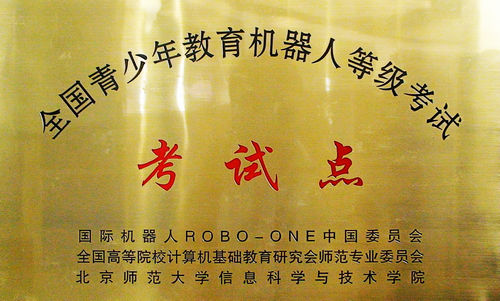 全国青少年教育机器人等级考试
考试点
国际机器人ROBO-ONE中国委员会
全国高等院校计算机基础教育研究会师范专业委员会
北京师范大学信息科学与技术学院